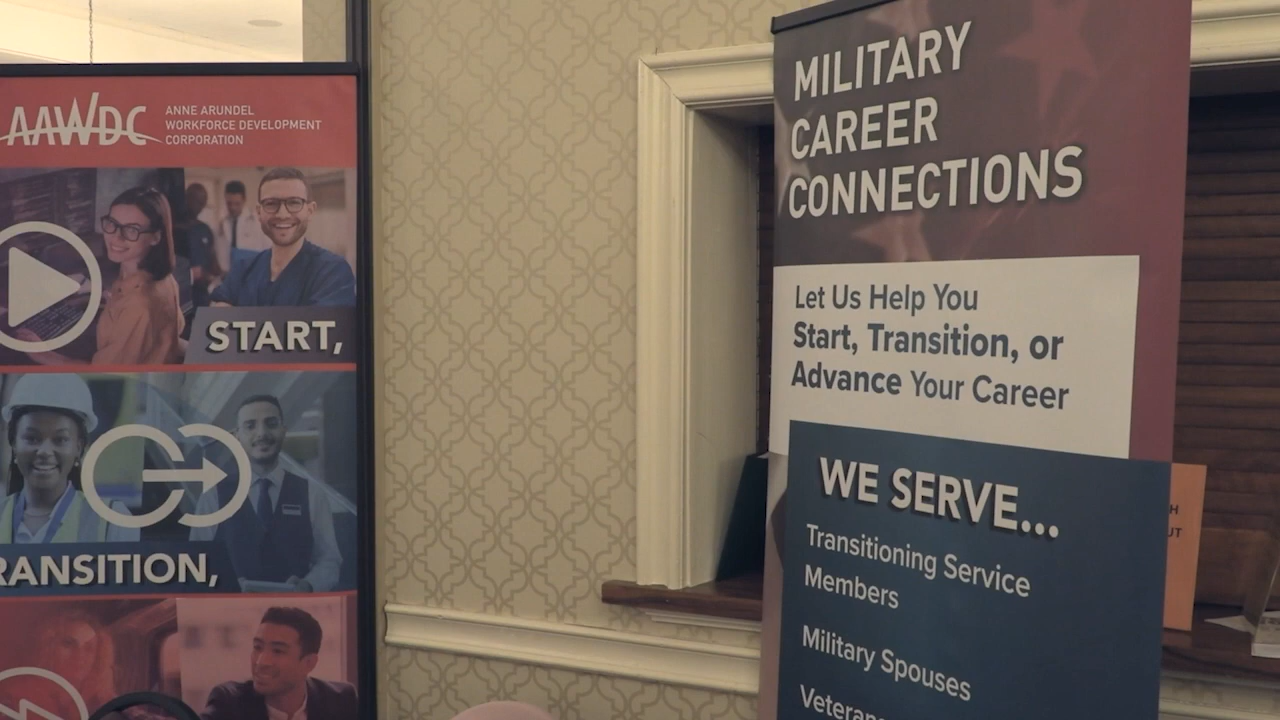 AAWDC
ANNE ARUNDEL
WORKFORCE DEVELOPMENT
CORPORATION
START,
RANSITION,
MILITARY
CAREER
CONNECTIONS
Let Us Help You
Start, Transition, or
Advance Your Career
WE SERVE...
Transitioning Service
Members
Military Spouses
Veteran